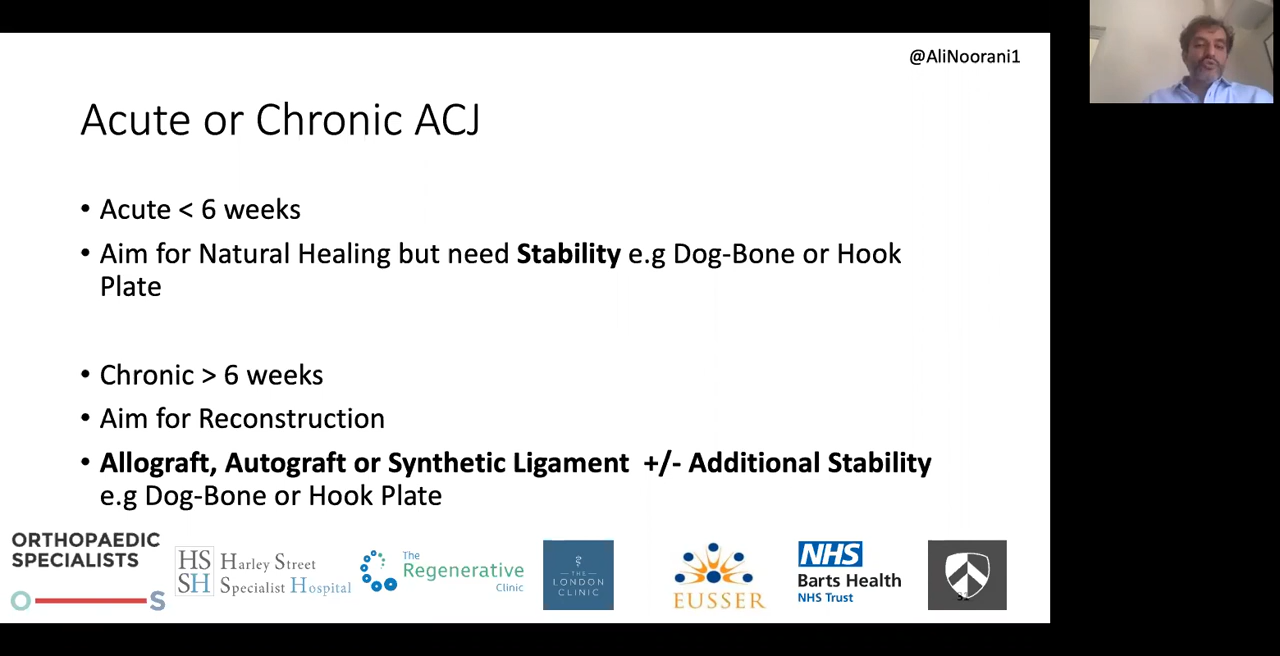 @AliNoorani1
Acute or Chronic ACJ
• Acute < 6 weeks
• Aim for Natural Healing but need Stability e.g Dog-Bone or Hook
Plate
• Chronic > 6 weeks
• Aim for Reconstruction
• Allograft, Autograft or Synthetic Ligament +/- Additional Stability
e.g Dog-Bone or Hook Plate
ORTHOPAEDIC
SPECIALISTS
O S
HS
SH
Harley Street
Specialist Hospital
The
Regenerative
Clinic
— THE —
LONDON
CLINIC
EUSSER
NHS
Barts Health
NHS Trust